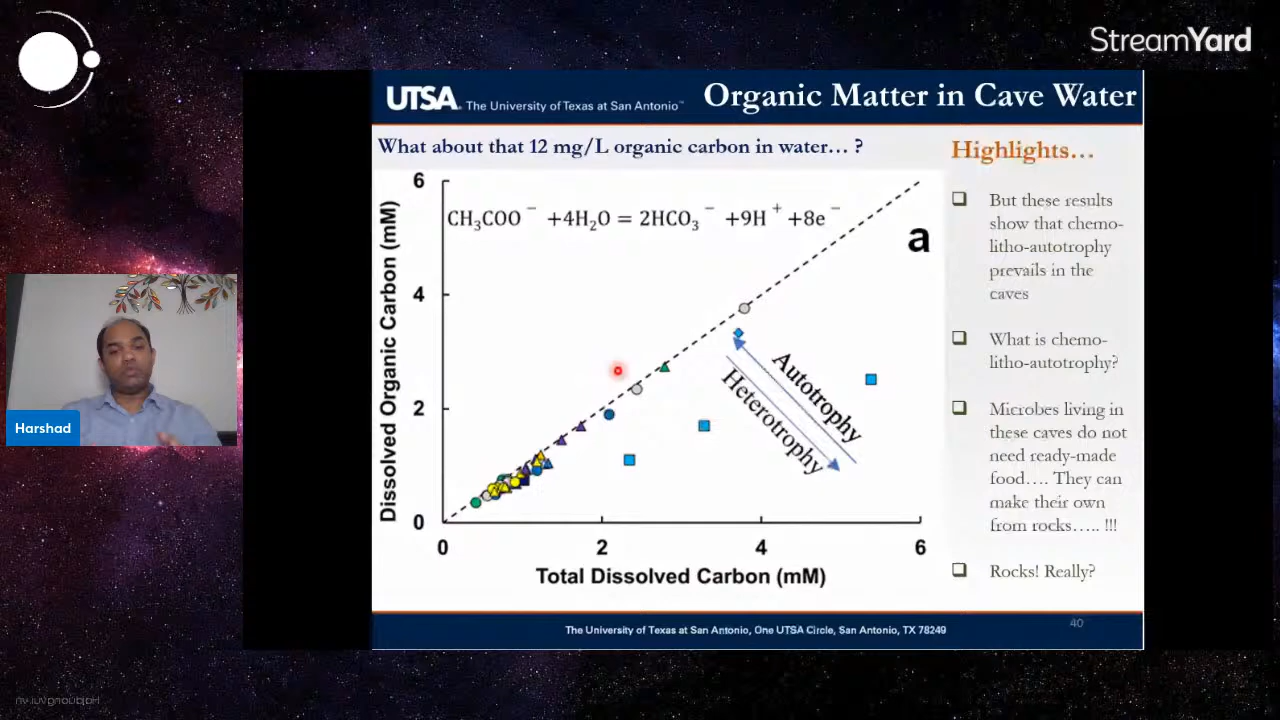 StreamYard
UTSA. The University of Texas at San Antonio™
Organic Matter in Cave Water
What about that 12 mg/L organic carbon in water… ?
Highlights…
CH₃COO⁻ +4H₂O = 2HCO₃⁻ +9H⁺ +8e⁻
a
Dissolved Organic Carbon (mM)
6
4
2
0
0 2 4 6
Total Dissolved Carbon (mM)
Autotrophy
Heterotrophy
But these results
show that chemo-
litho-autotrophy
prevails in the
caves
What is chemo-
litho-autotrophy?
Microbes living in
these caves do not
need ready-made
food…. They can
make their own
from rocks….. !!!
Rocks! Really?
Harshad
The University of Texas at San Antonio, One UTSA Circle, San Antonio, TX 78249
40